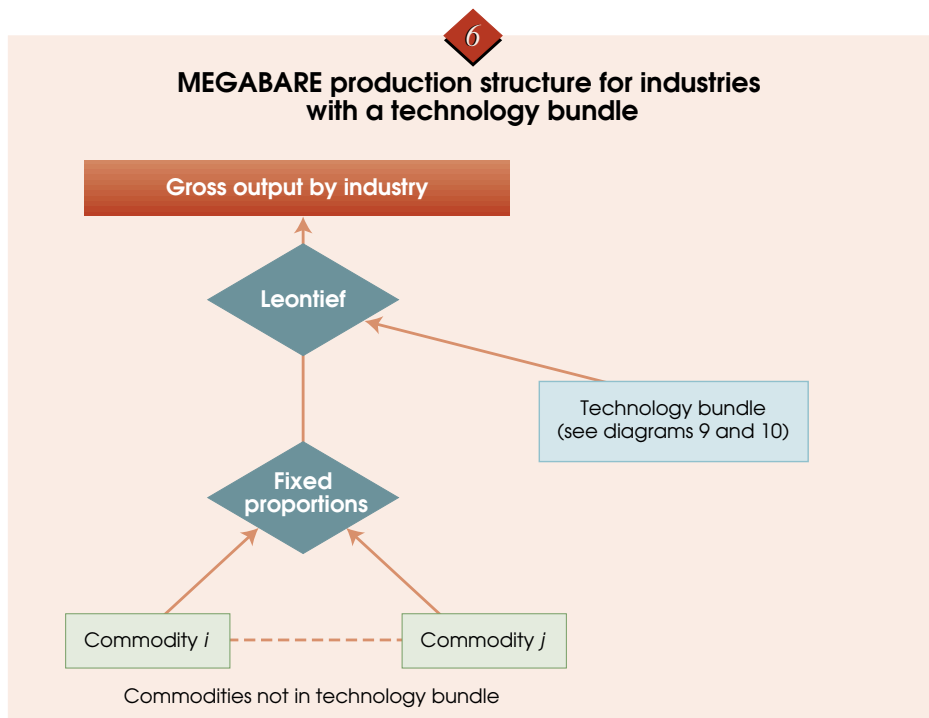 6
MEGABARE production structure for industries
with a technology bundle
Gross output by industry
Leontief
Technology bundle
(see diagrams 9 and 10)
Fixed
proportions
Commodity i
Commodity j
Commodities not in technology bundle